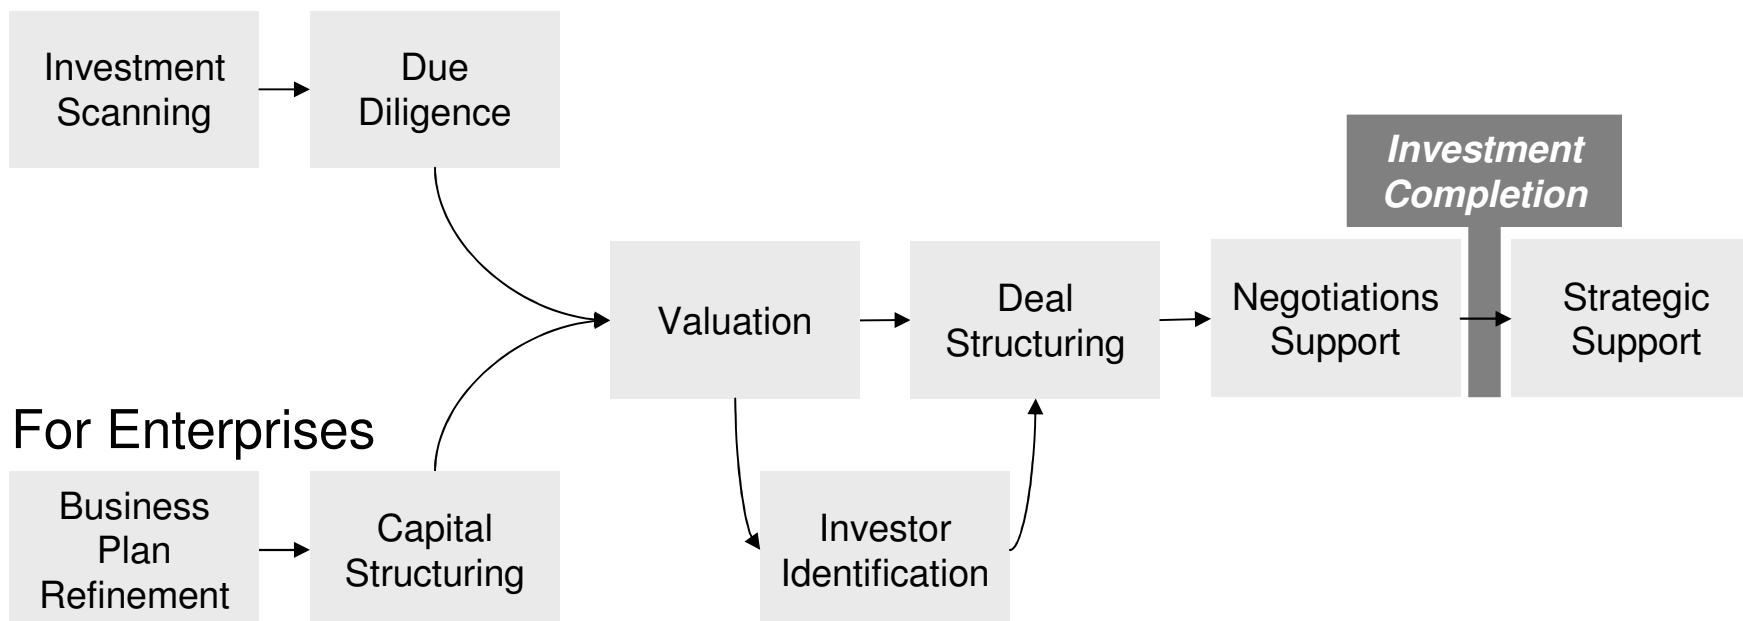 Investment
Scanning
Due
Diligence
Investment
Completion
Valuation
Deal
Structuring
Negotiations
Support
Strategic
Support
For Enterprises
Business
Plan
Refinement
Capital
Structuring
Investor
Identification